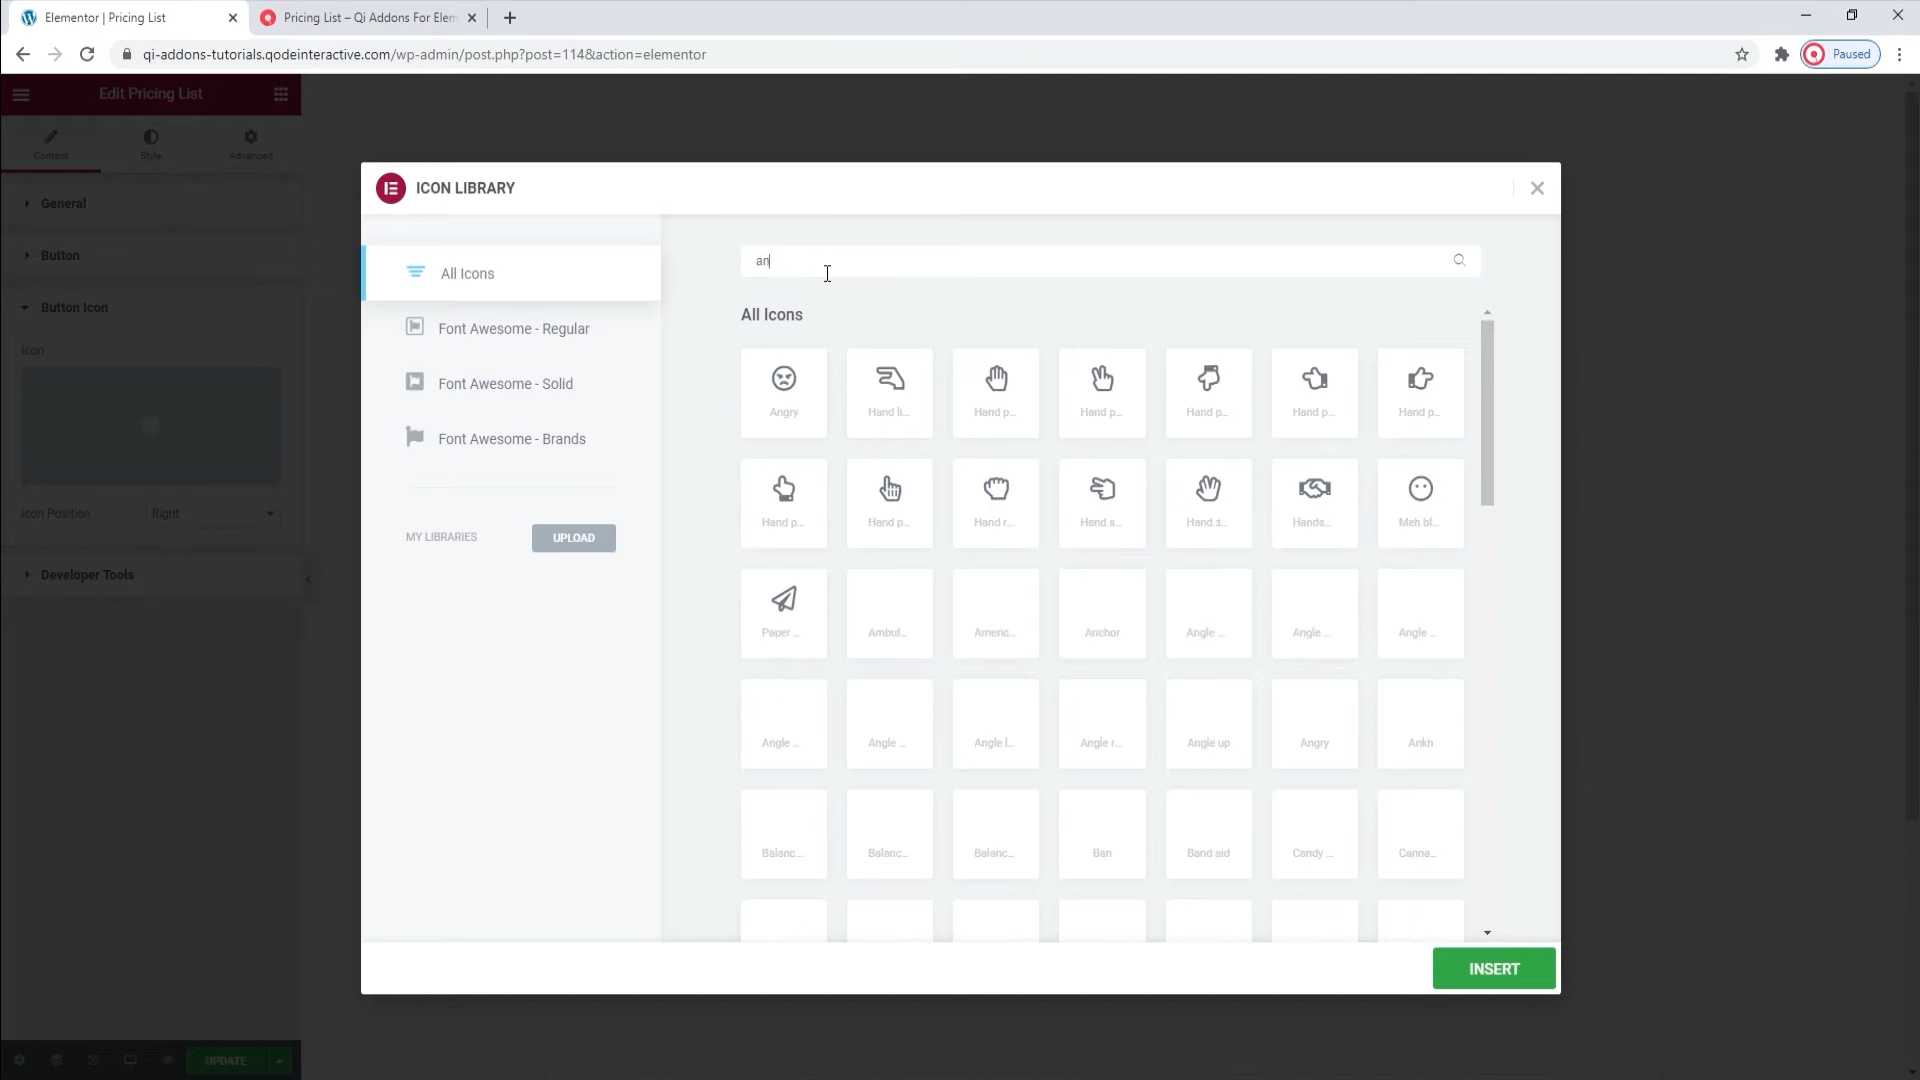 Elementor | Pricing List
Pricing List – Qi Addons For Elem
qi-addons-tutorials.qodeinteractive.com/wp-admin/post.php?post=114&action=elementor
Paused
Edit Pricing List
Content
Style
Advanced
General
Button
Button Icon
Icon
Icon Position
Right
Developer Tools
UPDATE
ICON LIBRARY
All Icons
Font Awesome - Regular
Font Awesome - Solid
Font Awesome - Brands
MY LIBRARIES
UPLOAD
an
All Icons
Angry
Hand li...
Hand p...
Hand p...
Hand p...
Hand p...
Hand p...
Hand p...
Hand p...
Hand r...
Hand s...
Hand s...
Hands...
Meh bl...
Paper ...
Ambul...
Americ...
Anchor
Angle ...
Angle ...
Angle ...
Angle ...
Angle ...
Angle l...
Angle r...
Angle up
Angry
Ankh
Balanc...
Balanc...
Balanc...
Ban
Band aid
Candy ...
Canna...
INSERT